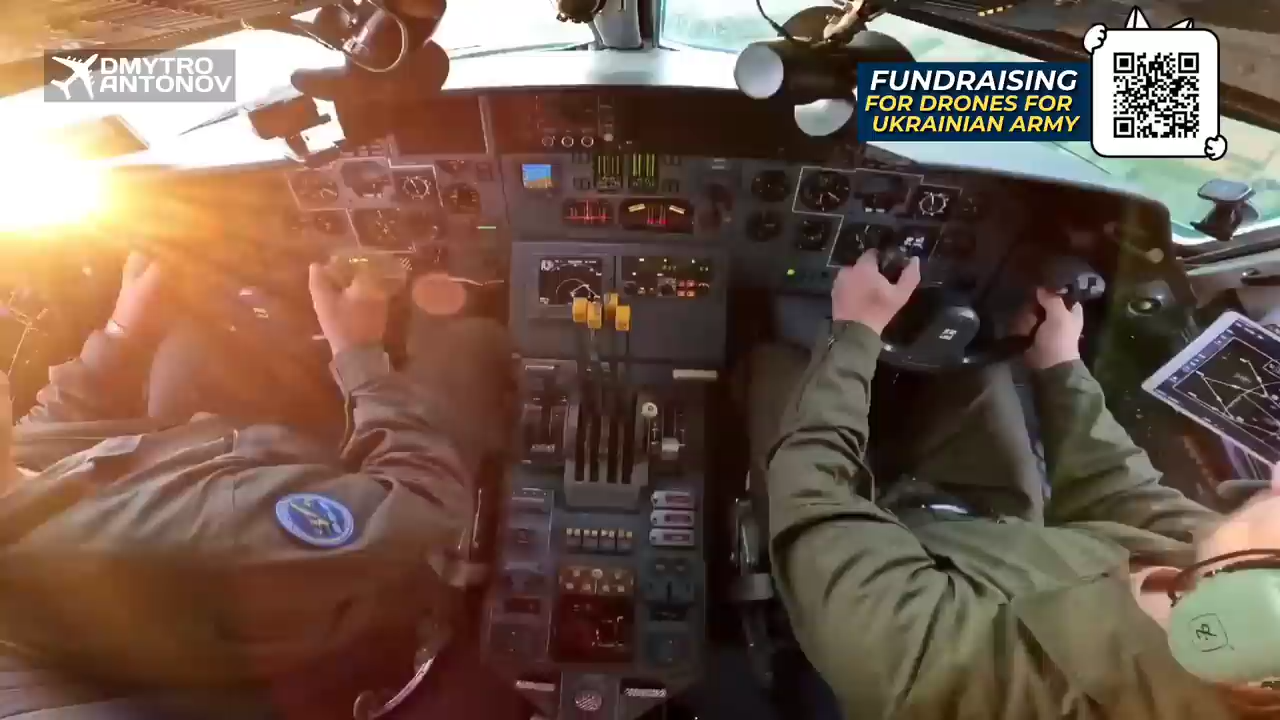 DMYTRO
ANTONOV
FUNDRAISING
FOR DRONES FOR
UKRAINIAN ARMY